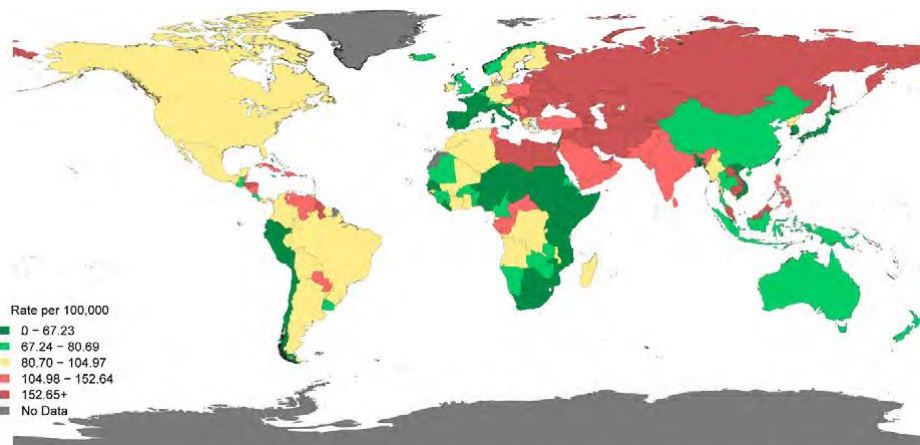 Rate per 100,000
0 – 67.23
67.24 – 80.69
80.70 – 104.97
104.98 – 152.64
152.65+
No Data